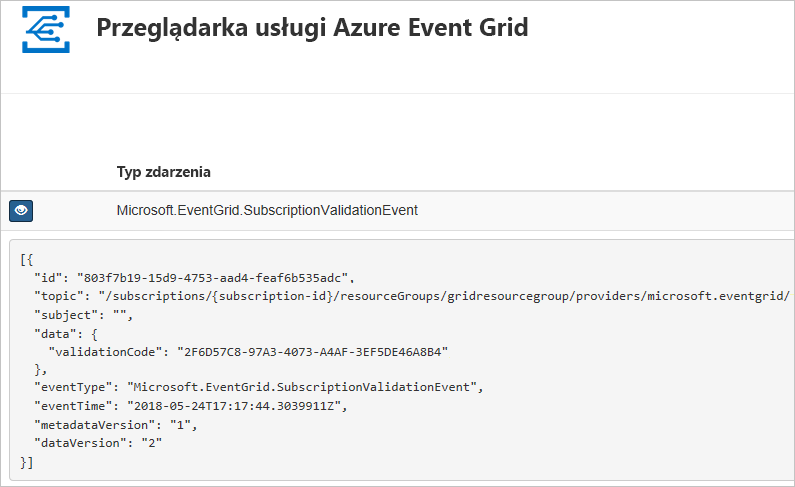 Przeglądarka usługi Azure Event Grid
Typ zdarzenia
Microsoft.EventGrid.SubscriptionValidationEvent
[{
"id": "803f7b19-15d9-4753-aad4-feaf6b535adc",
"topic": "/subscriptions/{subscription-id}/resourceGroups/gridresourcegroup/providers/microsoft.eventgrid/
"subject": "",
"data": {
"validationCode": "2F6D57C8-97A3-4073-A4AF-3EF5DE46A8B4"
},
"eventType": "Microsoft.EventGrid.SubscriptionValidationEvent",
"eventTime": "2018-05-24T17:17:44.3039911Z",
"metadataVersion": "1",
"dataVersion": "2"
}]